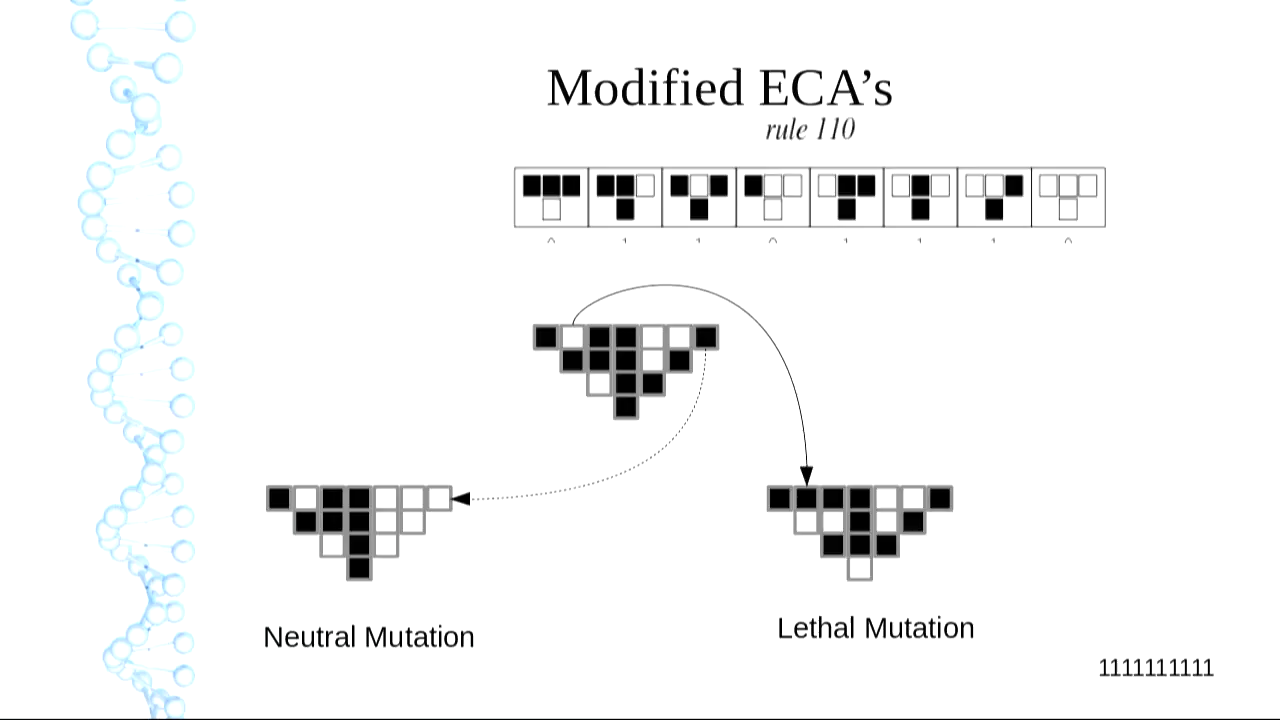 Modified ECA’s
rule 110
Neutral Mutation
Lethal Mutation
1111111111